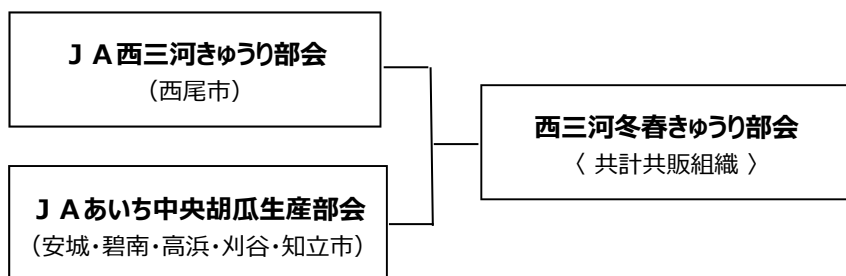 ＪＡ西三河きゅうり部会
（西尾市）
ＪＡあいち中央胡瓜生産部会
（安城・碧南・高浜・刈谷・知立市）
西三河冬春きゅうり部会
〈 共計共販組織 〉